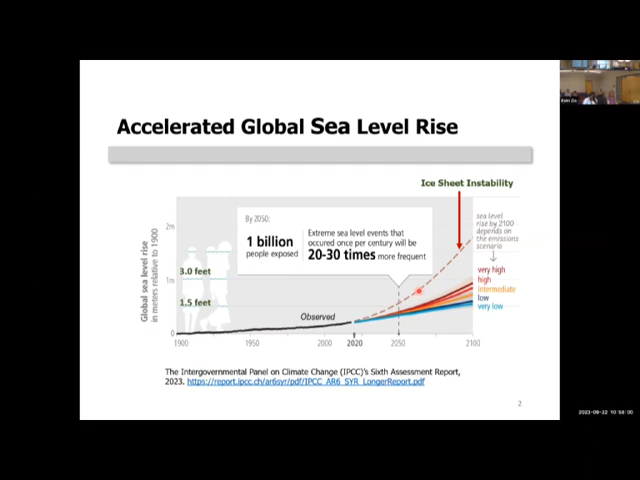 Accelerated Global Sea Level Rise
Ice Sheet Instability
Global sea level rise
in meters relative to 1900
2m
1m
0
3.0 feet
1.5 feet
By 2050:
1 billion
people exposed
Extreme sea level events that
occured once per century will be
20-30 times more frequent
Observed
sea level
rise by 2100
depends on
the emissions
scenario
very high
high
intermediate
low
very low
1900
1950
2000
2020
2050
2100
The Intergovernmental Panel on Climate Change (IPCC)'s Sixth Assessment Report,
2023. https://report.ipcc.ch/ar6syr/pdf/IPCC_AR6_SYR_LongerReport.pdf
2